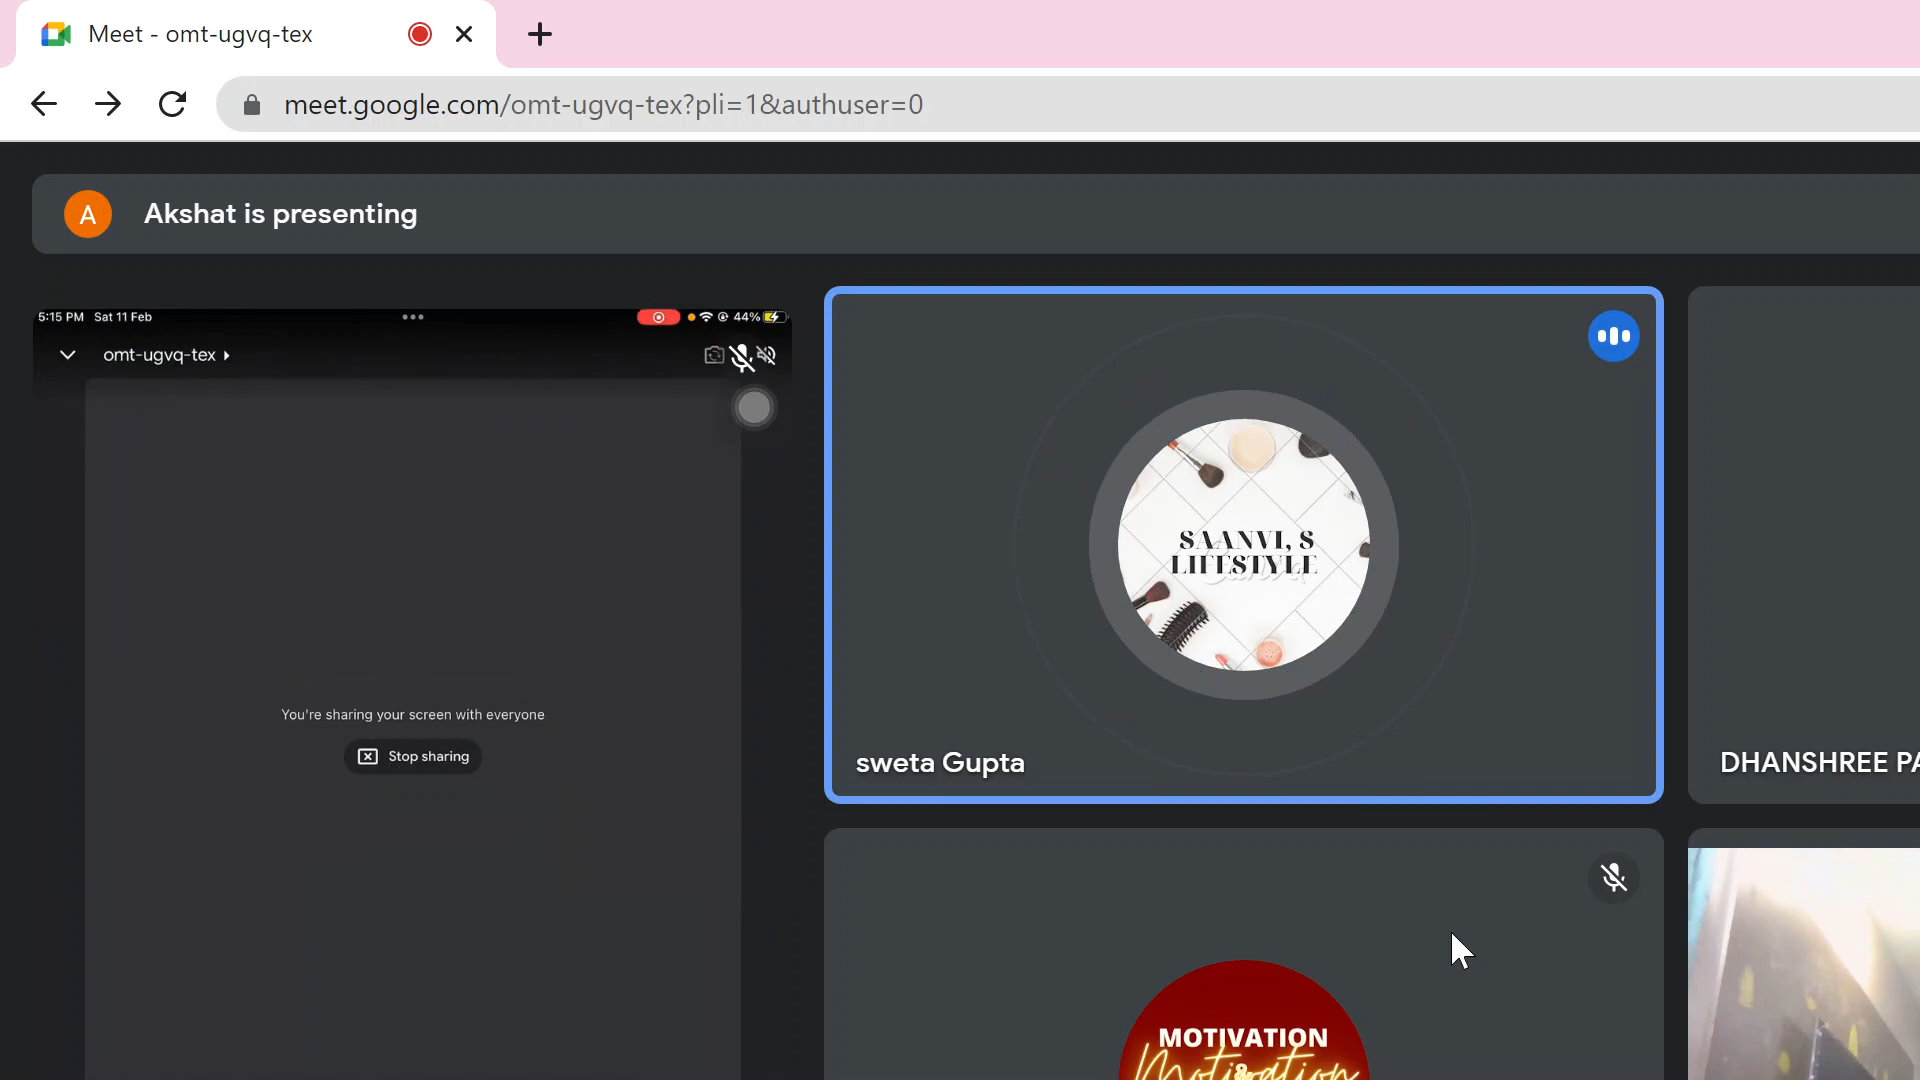 Meet - omt-ugvq-tex
meet.google.com/omt-ugvq-tex?pli=1&authuser=0
A
Akshat is presenting
5:15 PM Sat 11 Feb
44%
omt-ugvq-tex
You're sharing your screen with everyone
Stop sharing
SAANVI, S
LIFESTYLE
Canva
sweta Gupta
DHANSHREE PA
MOTIVATION
&
Motivation